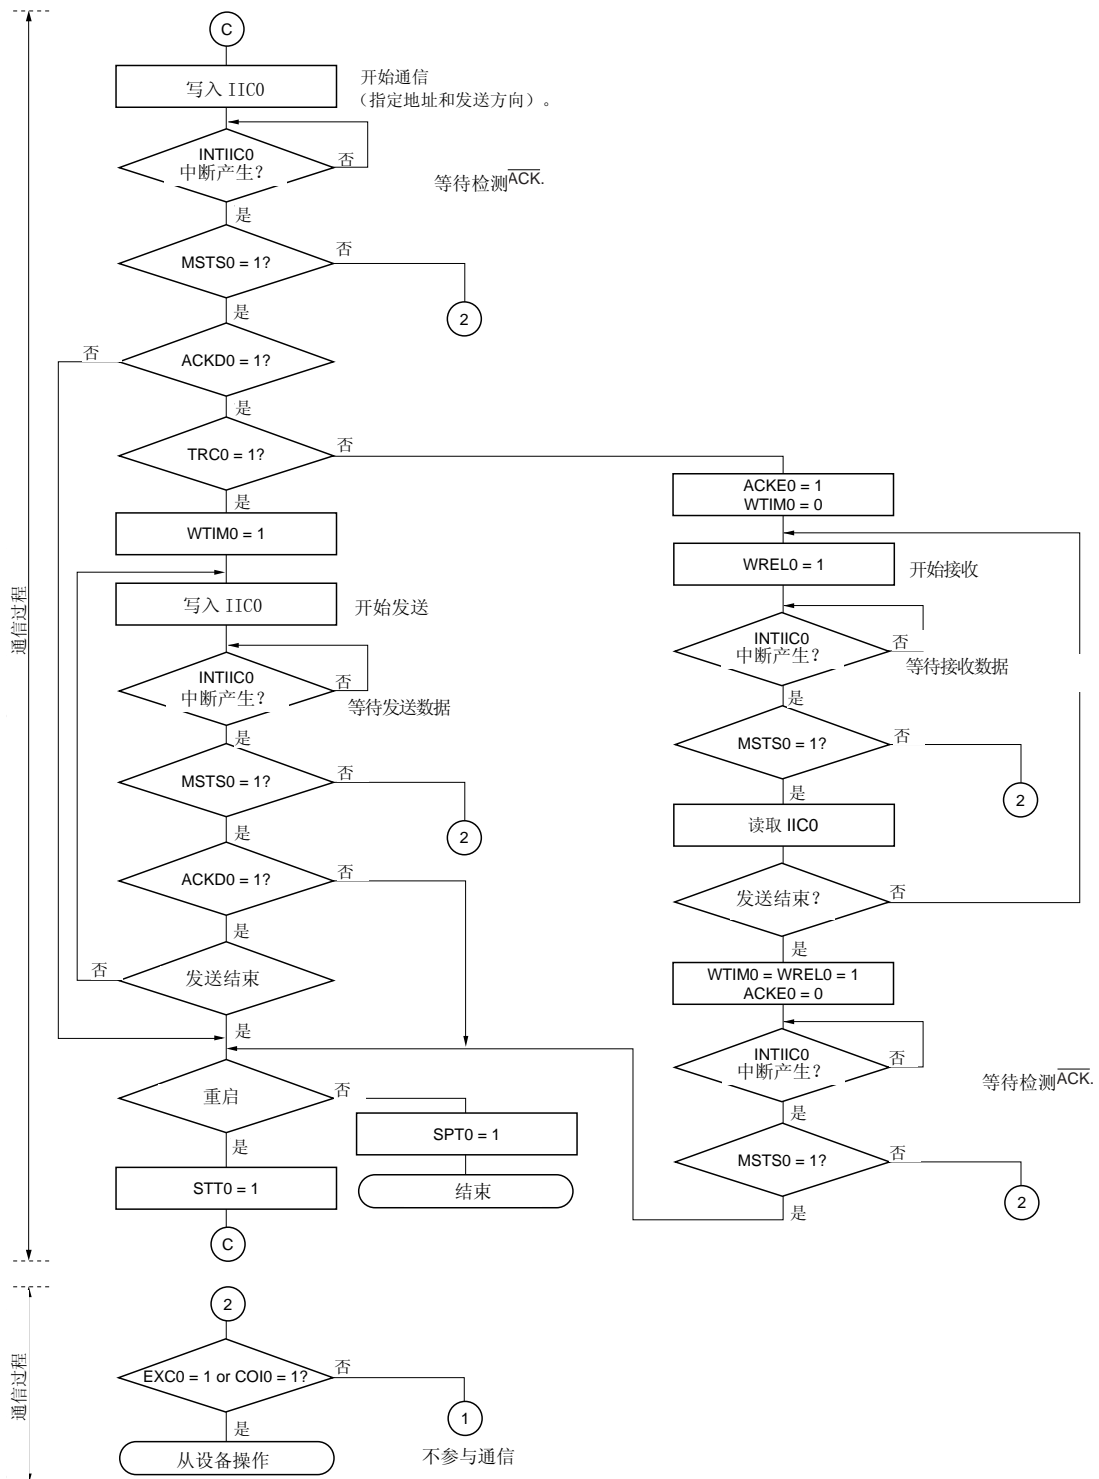 C
写入 IIC0
开始通信
（指定地址和发送方向）。
INTIIC0
中断产生?
否
等待检测ACK.
是
MSTS0 = 1?
否
2
是
否
ACKD0 = 1?
是
TRC0 = 1?
否
是
WTIM0 = 1
写入 IIC0
开始发送
INTIIC0
中断产生?
否
等待发送数据
是
MSTS0 = 1?
否
2
是
ACKD0 = 1?
否
是
否
发送结束
是
重启
否
是
SPT0 = 1
结束
STT0 = 1
C
通信过程
ACKE0 = 1
WTIM0 = 0
WREL0 = 1
开始接收
INTIIC0
中断产生?
否
等待接收数据
是
MSTS0 = 1?
否
2
是
读取 IIC0
发送结束?
否
是
WTIM0 = WREL0 = 1
ACKE0 = 0
INTIIC0
中断产生?
否
等待检测ACK.
是
MSTS0 = 1?
否
2
是
通信过程
2
EXC0 = 1 or COI0 = 1?
否
1
不参与通信
是
从设备操作